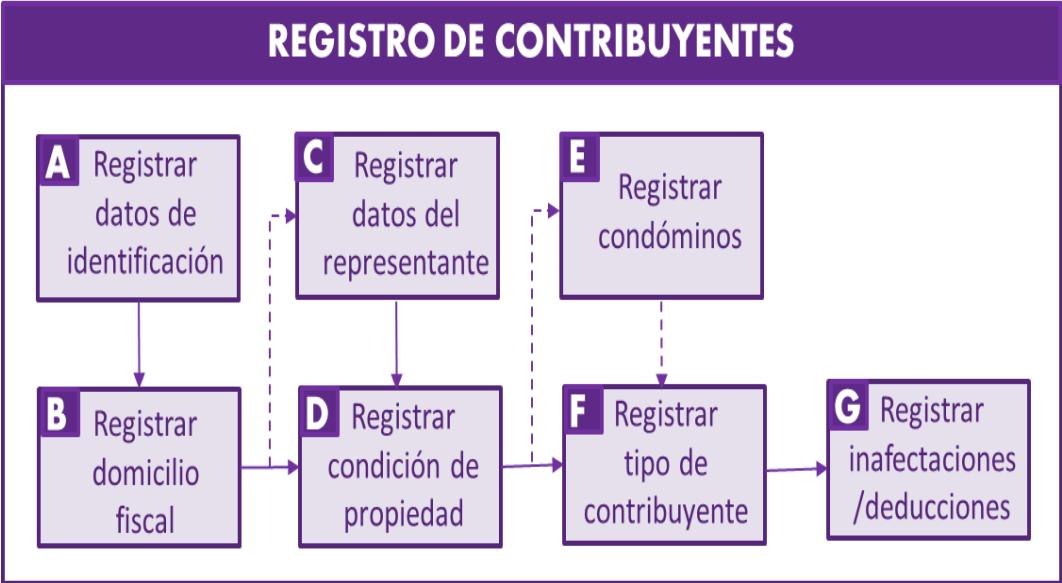 REGISTRO DE CONTRIBUYENTES
A
Registrar
datos de
identificación
B
Registrar
domicilio
fiscal
C
Registrar
datos del
representante
D
Registrar
condición de
propiedad
E
Registrar
condóminos
F
Registrar
tipo de
contribuyente
G
Registrar
inafectaciones
/deducciones